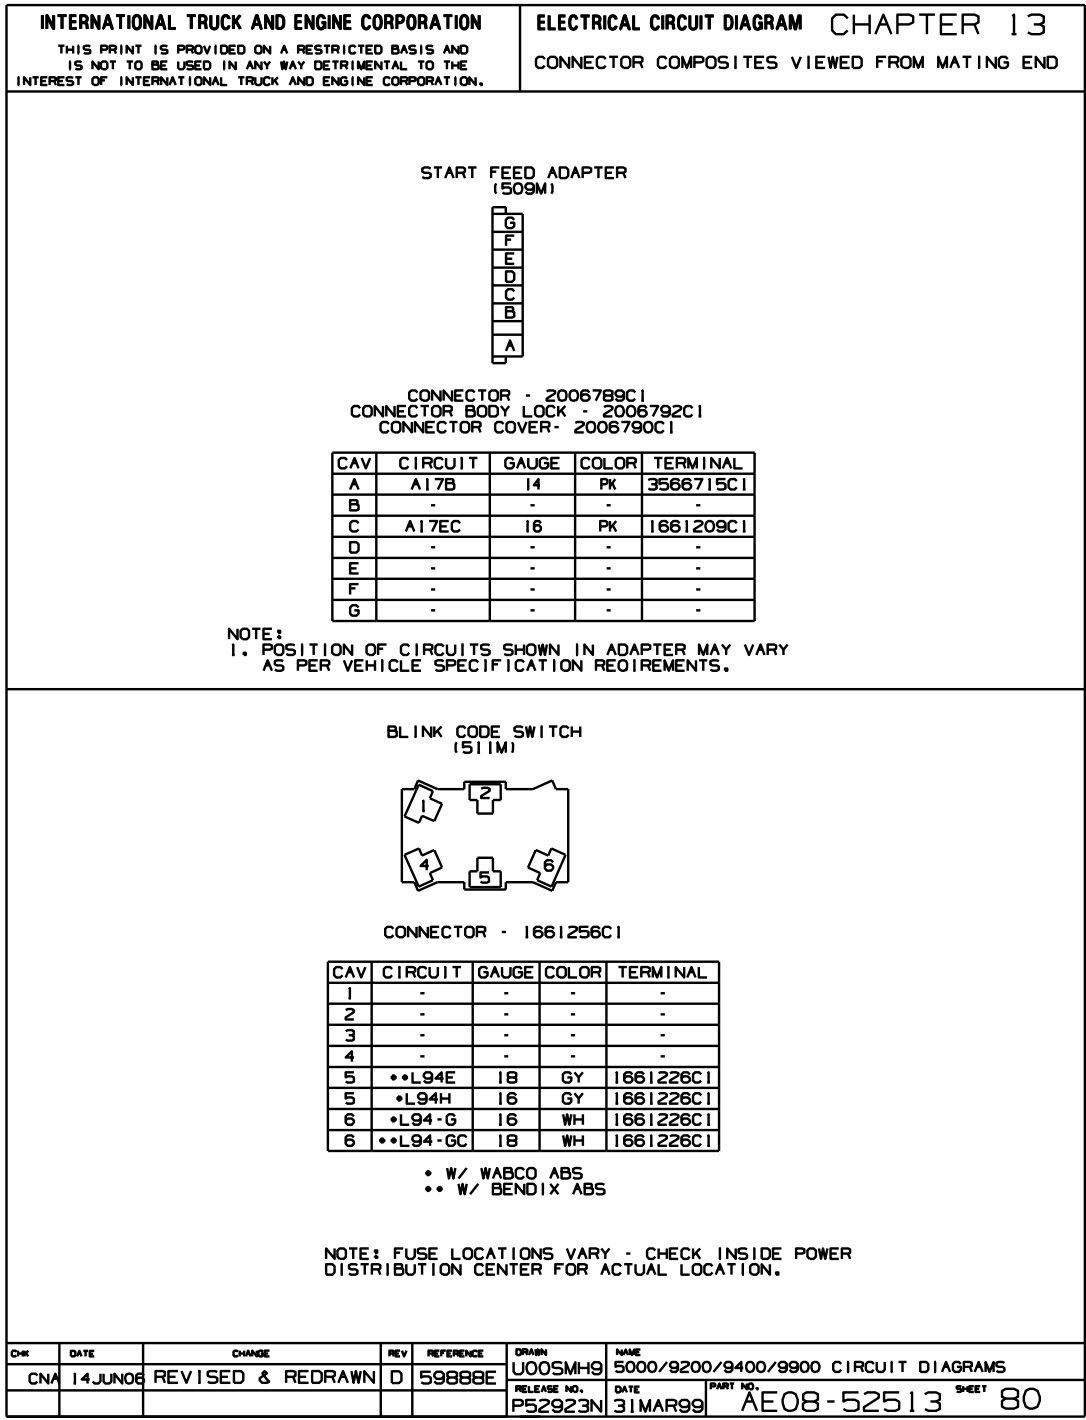 INTERNATIONAL TRUCK AND ENGINE CORPORATION
THIS PRINT IS PROVIDED ON A RESTRICTED BASIS AND
IS NOT TO BE USED IN ANY WAY DETRIMENTAL TO THE
INTEREST OF INTERNATIONAL TRUCK AND ENGINE CORPORATION.
ELECTRICAL CIRCUIT DIAGRAM CHAPTER 13
CONNECTOR COMPOSITES VIEWED FROM MATING END
START FEED ADAPTER
(509M)
G
F
E
D
C
B
A
CONNECTOR - 2006789C1
CONNECTOR BODY LOCK - 2006792C1
CONNECTOR COVER- 2006790C1
CAV CIRCUIT GAUGE COLOR TERMINAL
A A17B 14 PK 3566715C1
B - - - -
C A17EC 16 PK 1661209C1
D - - - -
E - - - -
F - - - -
G - - - -
NOTE:
1. POSITION OF CIRCUITS SHOWN IN ADAPTER MAY VARY
AS PER VEHICLE SPECIFICATION REQIREMENTS.
BLINK CODE SWITCH
(511M)
1 2
4 5 6
CONNECTOR - 1661256C1
CAV CIRCUIT GAUGE COLOR TERMINAL
1 - - - -
2 - - - -
3 - - - -
4 - - - -
5 ••L94E 18 GY 1661226C1
5 •L94H 16 GY 1661226C1
6 •L94-G 16 WH 1661226C1
6 ••L94-GC 18 WH 1661226C1
• W/ WABCO ABS
•• W/ BENDIX ABS
NOTE: FUSE LOCATIONS VARY - CHECK INSIDE POWER
DISTRIBUTION CENTER FOR ACTUAL LOCATION.
CHK DATE CHANGE REV REFERENCE
CNA 14JUN06 REVISED & REDRAWN D 59888E
DRAWN
U00SMH9
NAME
5000/9200/9400/9900 CIRCUIT DIAGRAMS
RELEASE NO.
P52923N
DATE
31MAR99
PART NO.
AE08-52513
SHEET
80